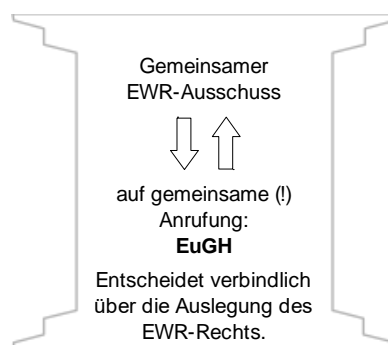 Gemeinsamer
EWR-Ausschuss
auf gemeinsame (!)
Anrufung:
EuGH
Entscheidet verbindlich
über die Auslegung des
EWR-Rechts.